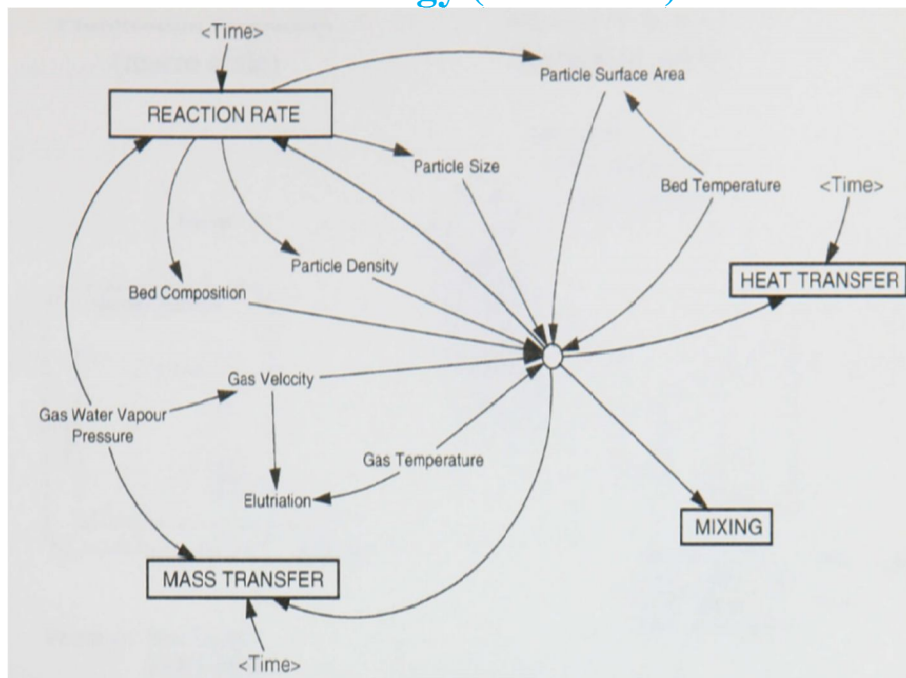 <Time>
Particle Surface Area
REACTION RATE
Particle Size
Bed Temperature
<Time>
Particle Density
HEAT TRANSFER
Bed Composition
Gas Velocity
Gas Water Vapour
Pressure
Gas Temperature
Elutriation
MIXING
MASS TRANSFER
<Time>